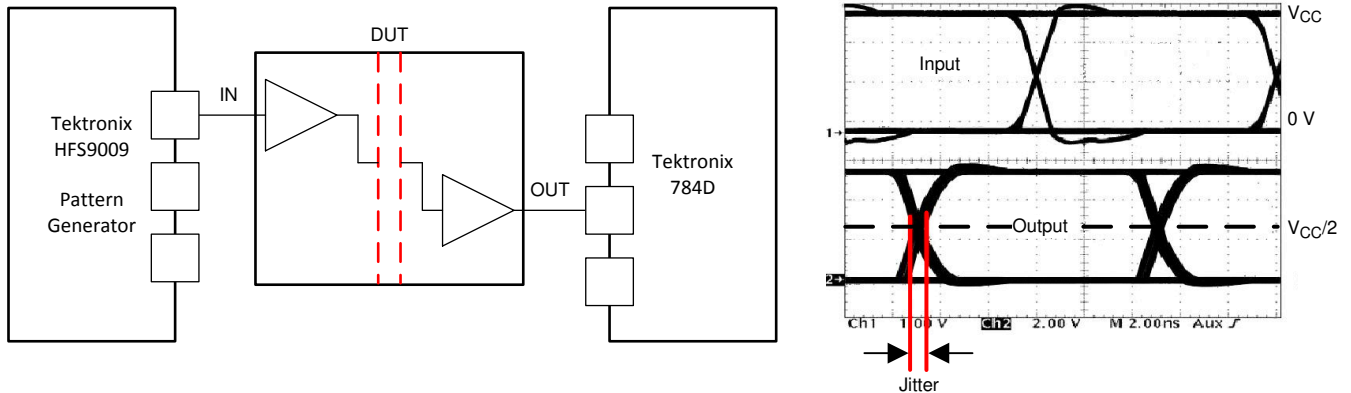 DUT
IN
Tektronix
HFS9009
Pattern
Generator
OUT
Tektronix
784D
Input
VCC
0 V
1→
Output
VCC/2
2→
Ch1 1.00 V Ch2 2.00 V M 2.00ns Aux ƒ
Jitter